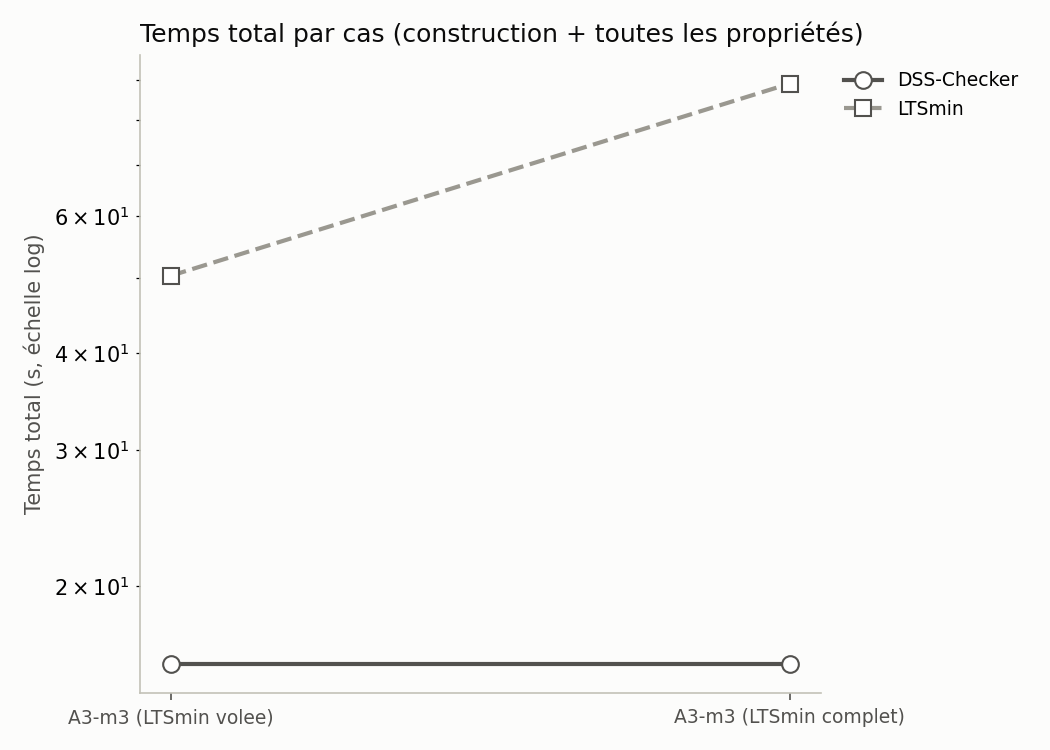 Temps total par cas (construction + toutes les propriétés)
DSS-Checker
LTSmin
Temps total (s, échelle log)
6 × 10¹
4 × 10¹
3 × 10¹
2 × 10¹
A3-m3 (LTSmin volee)
A3-m3 (LTSmin complet)